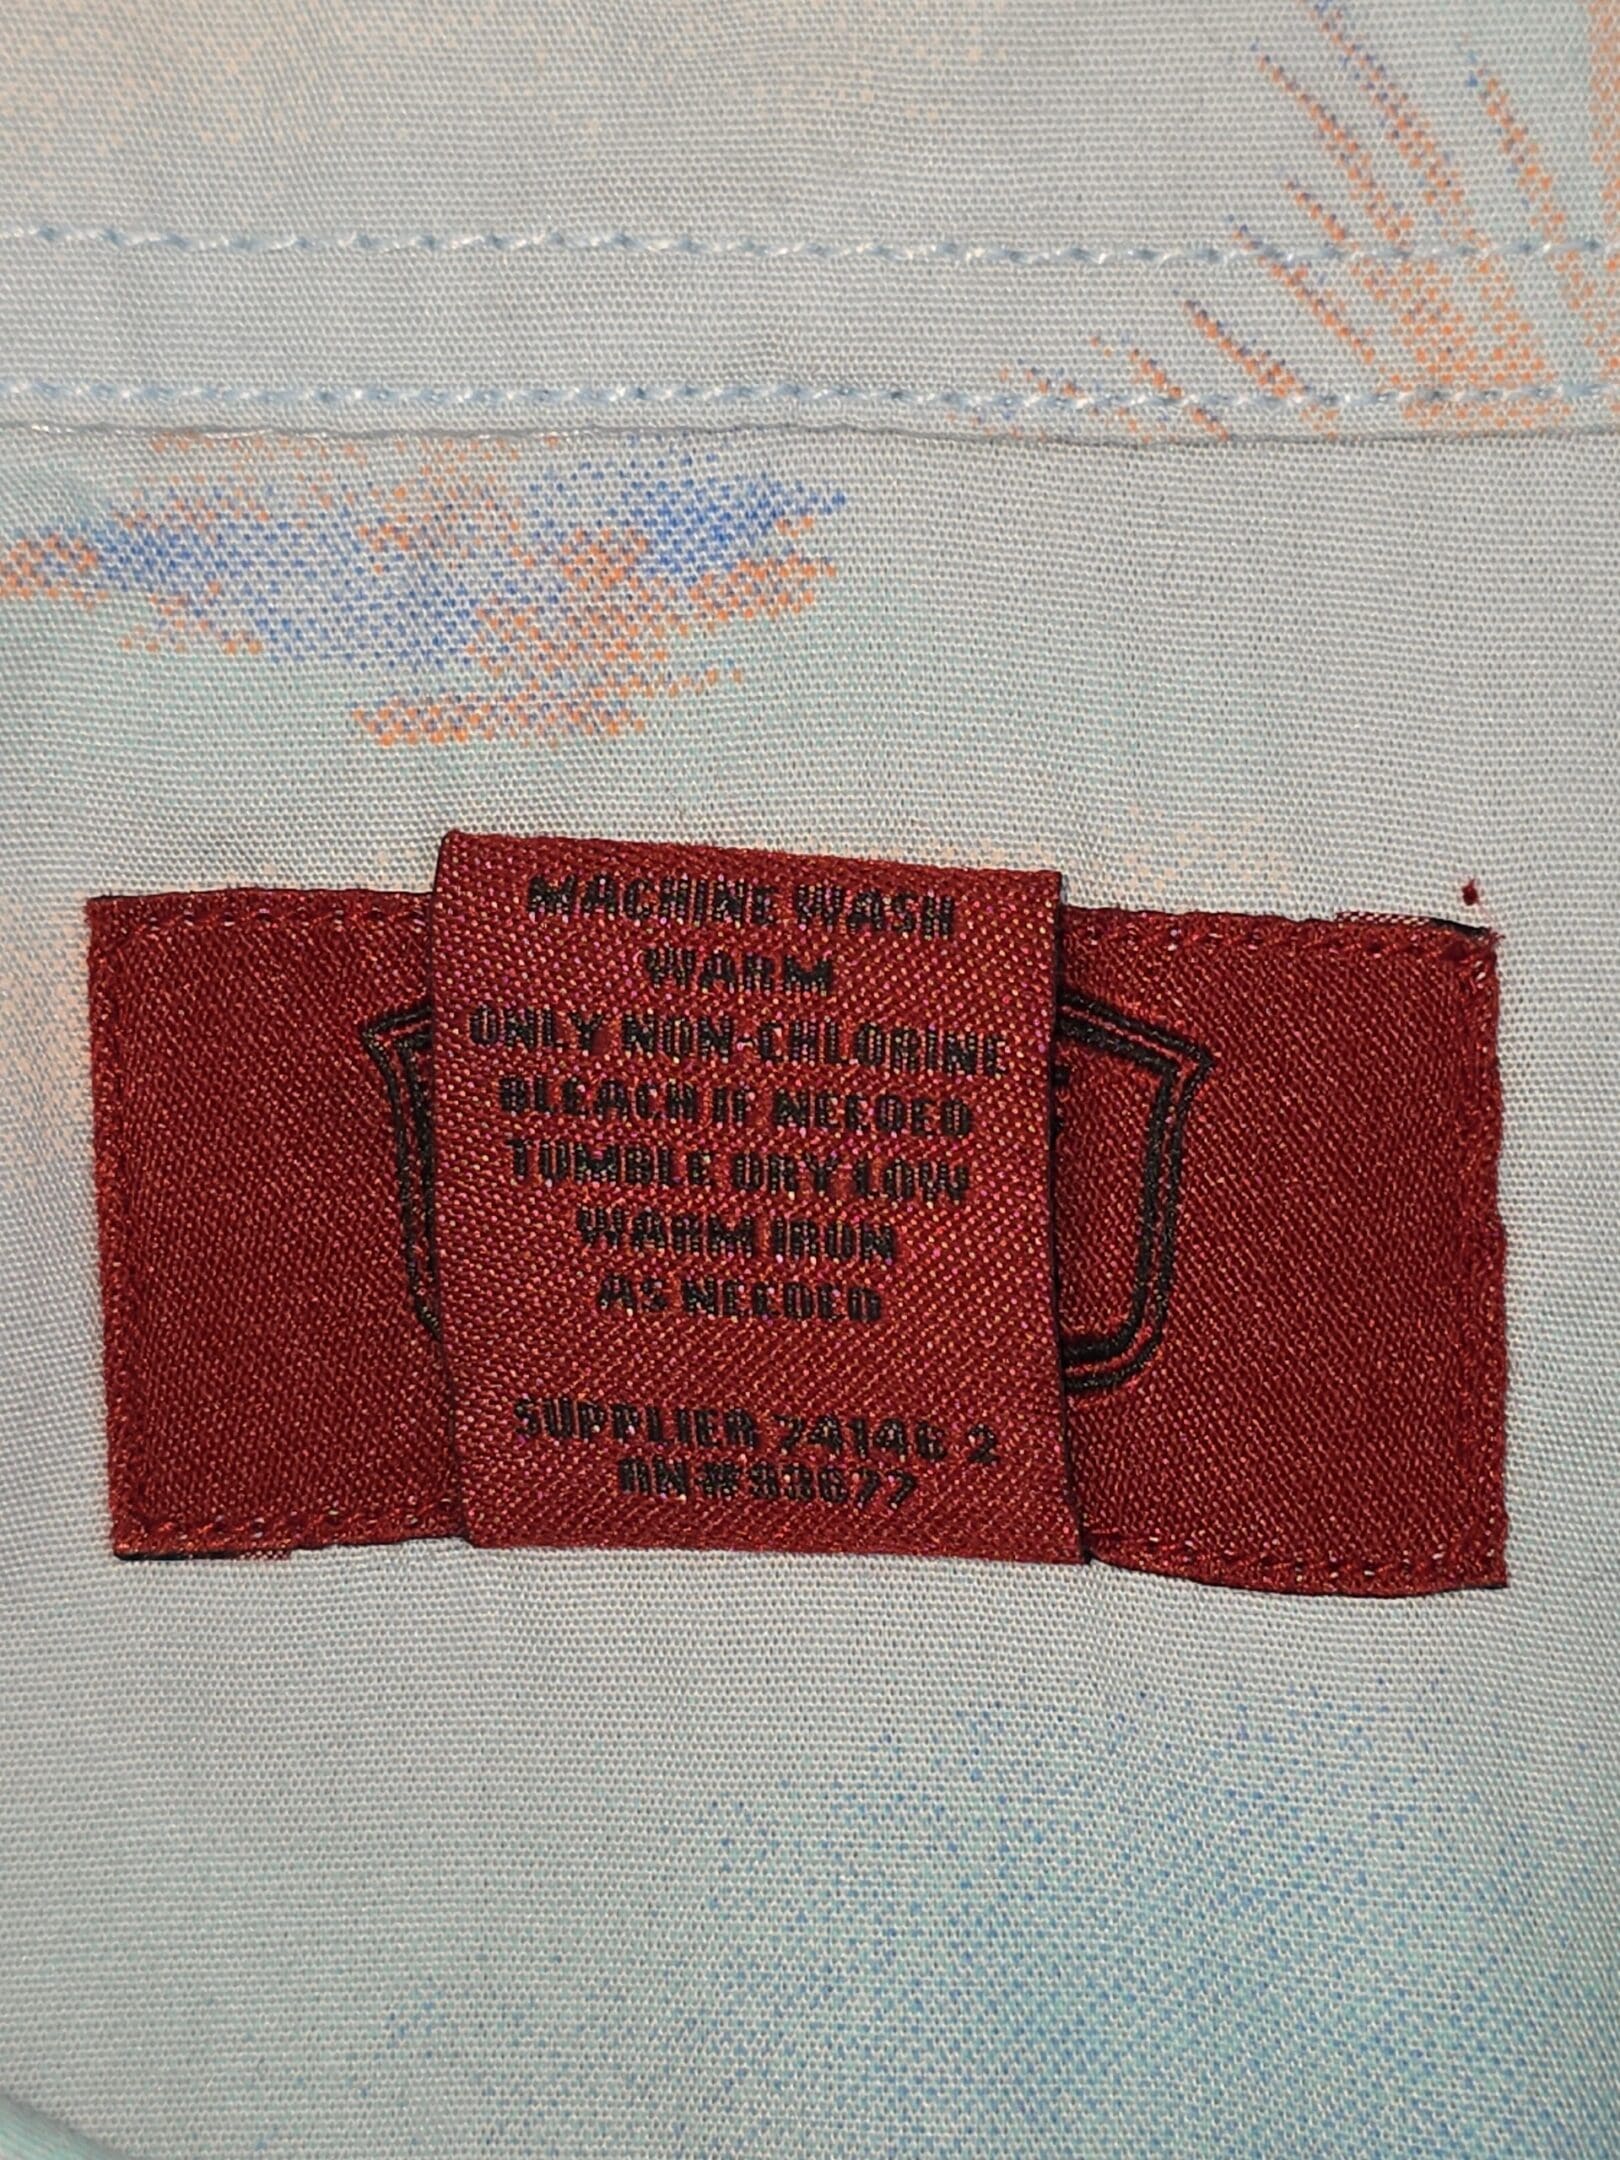 MACHINE WASH
WARM
ONLY NON-CHLORINE
BLEACH IF NEEDED
TUMBLE DRY LOW
WARM IRON
AS NEEDED
SUPPLIER 74146 2
RN#93677